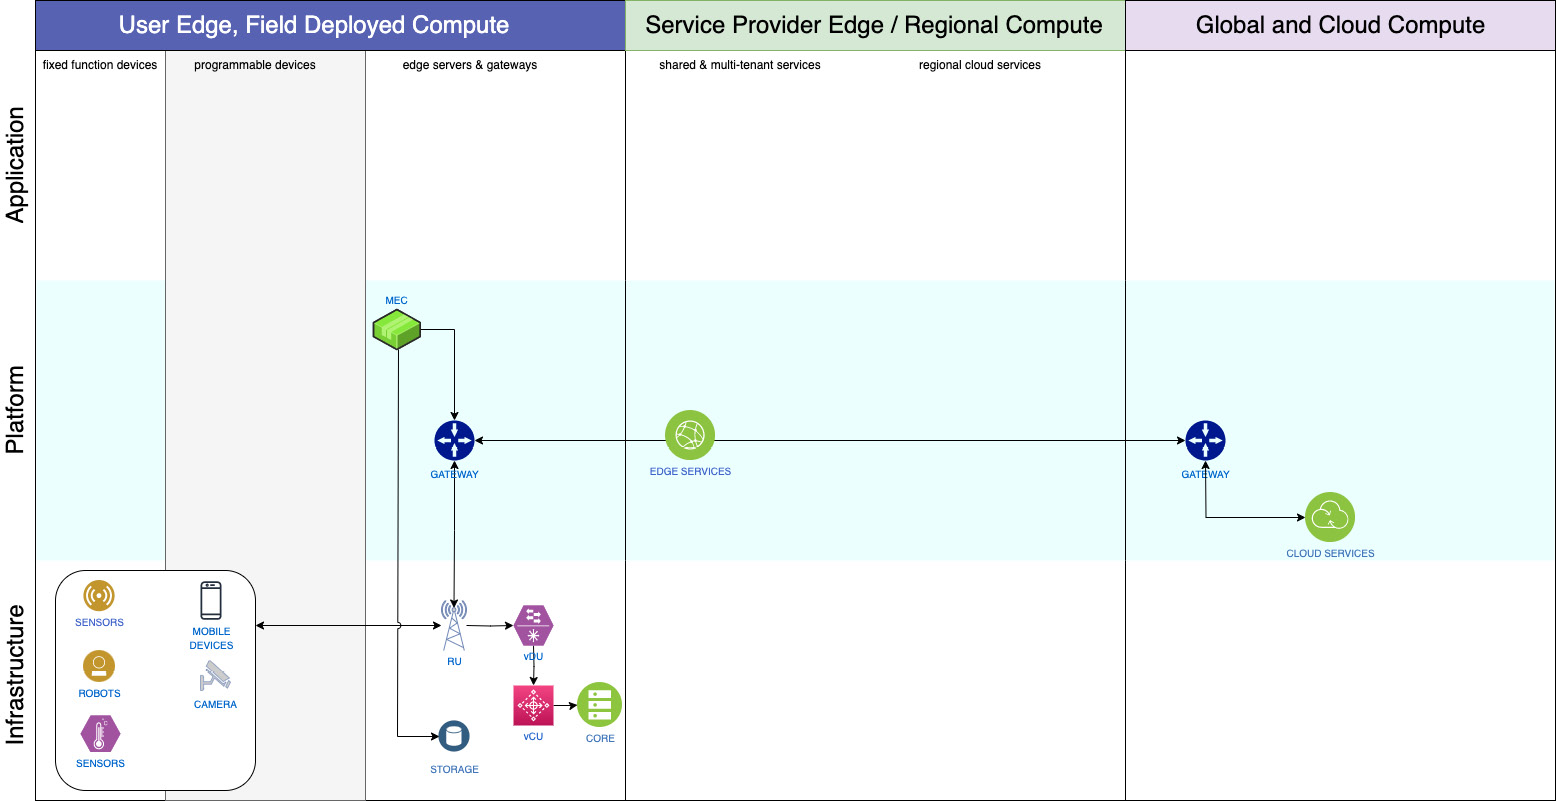 User Edge, Field Deployed Compute
Service Provider Edge / Regional Compute
Global and Cloud Compute
fixed function devices
programmable devices
edge servers & gateways
shared & multi-tenant services
regional cloud services
Application
Platform
Infrastructure
MEC
GATEWAY
EDGE SERVICES
GATEWAY
CLOUD SERVICES
SENSORS
MOBILE
DEVICES
ROBOTS
CAMERA
SENSORS
°C
RU
vDU
vCU
CORE
STORAGE